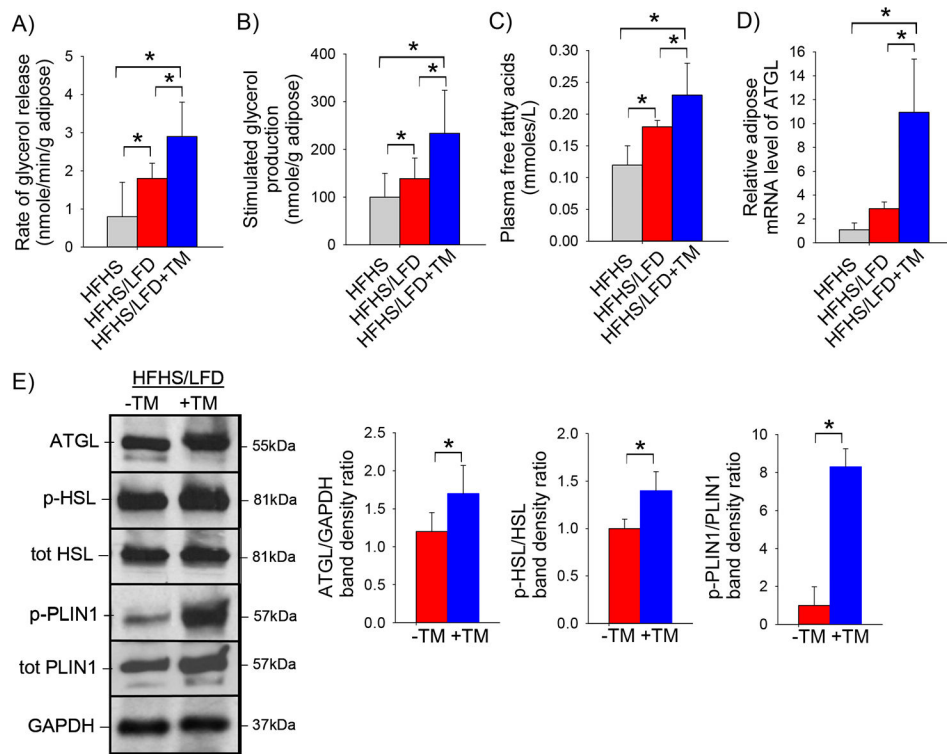 A)
Rate of glycerol release
(nmole/min/g adipose)
5
4
3
2
1
0
*
*
*
HFHS
HFHS/LFD
HFHS/LFD+TM
B)
Stimulated glycerol
production
(nmole/g adipose)
400
300
200
100
0
*
*
*
HFHS
HFHS/LFD
HFHS/LFD+TM
C)
Plasma free fatty acids
(mmoles/L)
0.30
0.25
0.20
0.15
0.10
0.05
0.00
*
*
*
HFHS
HFHS/LFD
HFHS/LFD+TM
D)
Relative adipose
mRNA level of ATGL
16
14
12
10
8
6
4
2
0
*
*
HFHS
HFHS/LFD
HFHS/LFD+TM
E)
HFHS/LFD
-TM +TM
ATGL 55kDa
p-HSL 81kDa
tot HSL 81kDa
p-PLIN1 57kDa
tot PLIN1 57kDa
GAPDH 37kDa
ATGL/GAPDH
band density ratio
2.5
2.0
1.5
1.0
0.5
0.0
*
-TM +TM
p-HSL/HSL
band density ratio
2.0
1.5
1.0
0.5
0.0
*
-TM +TM
p-PLIN1/PLIN1
band density ratio
10
8
6
4
2
0
*
-TM +TM